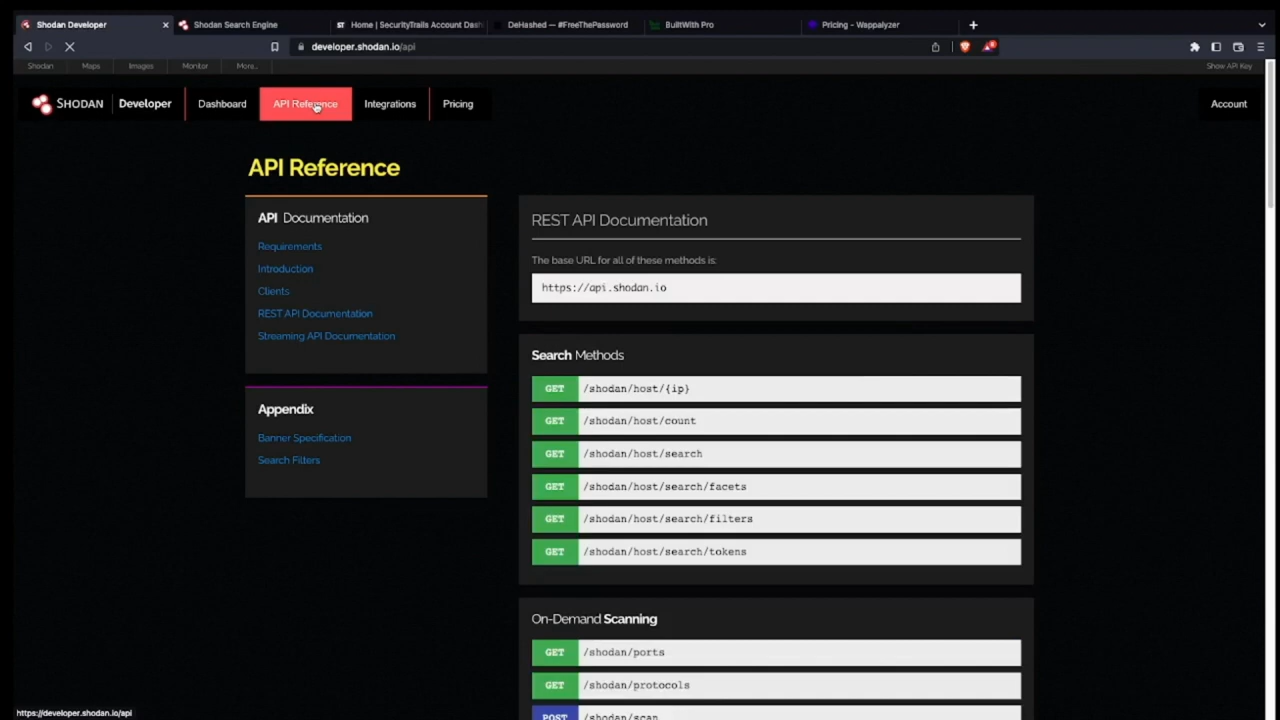 Shodan Developer
Shodan Search Engine
Home | SecurityTrails Account Dash
DeHashed — #FreeThePassword
BuiltWith Pro
Pricing - Wappalyzer
developer.shodan.io/api
Shodan
Maps
Images
Monitor
More...
Show API Key
SHODAN
Developer
Dashboard
API Reference
Integrations
Pricing
Account
API Reference
API Documentation
Requirements
Introduction
Clients
REST API Documentation
Streaming API Documentation
Appendix
Banner Specification
Search Filters
REST API Documentation
The base URL for all of these methods is:
https://api.shodan.io
Search Methods
GET /shodan/host/{ip}
GET /shodan/host/count
GET /shodan/host/search
GET /shodan/host/search/facets
GET /shodan/host/search/filters
GET /shodan/host/search/tokens
On-Demand Scanning
GET /shodan/ports
GET /shodan/protocols
POST /shodan/scan
https://developer.shodan.io/api